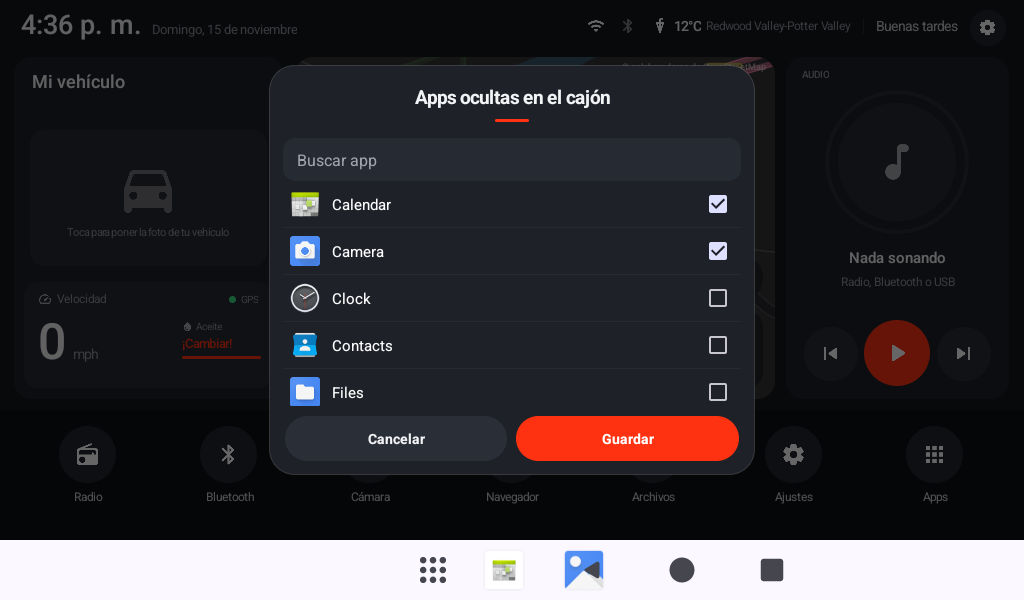 4:36 p. m.
Domingo, 15 de noviembre
12°C Redwood Valley-Potter Valley
Buenas tardes
Mi vehículo
Toca para poner la foto de tu vehículo
Velocidad
GPS
0 mph
Aceite
¡Cambiar!
Apps ocultas en el cajón
Buscar app
Calendar
Camera
Clock
Contacts
Files
Cancelar
Guardar
AUDIO
Nada sonando
Radio, Bluetooth o USB
Radio
Bluetooth
Cámara
Navegador
Archivos
Ajustes
Apps